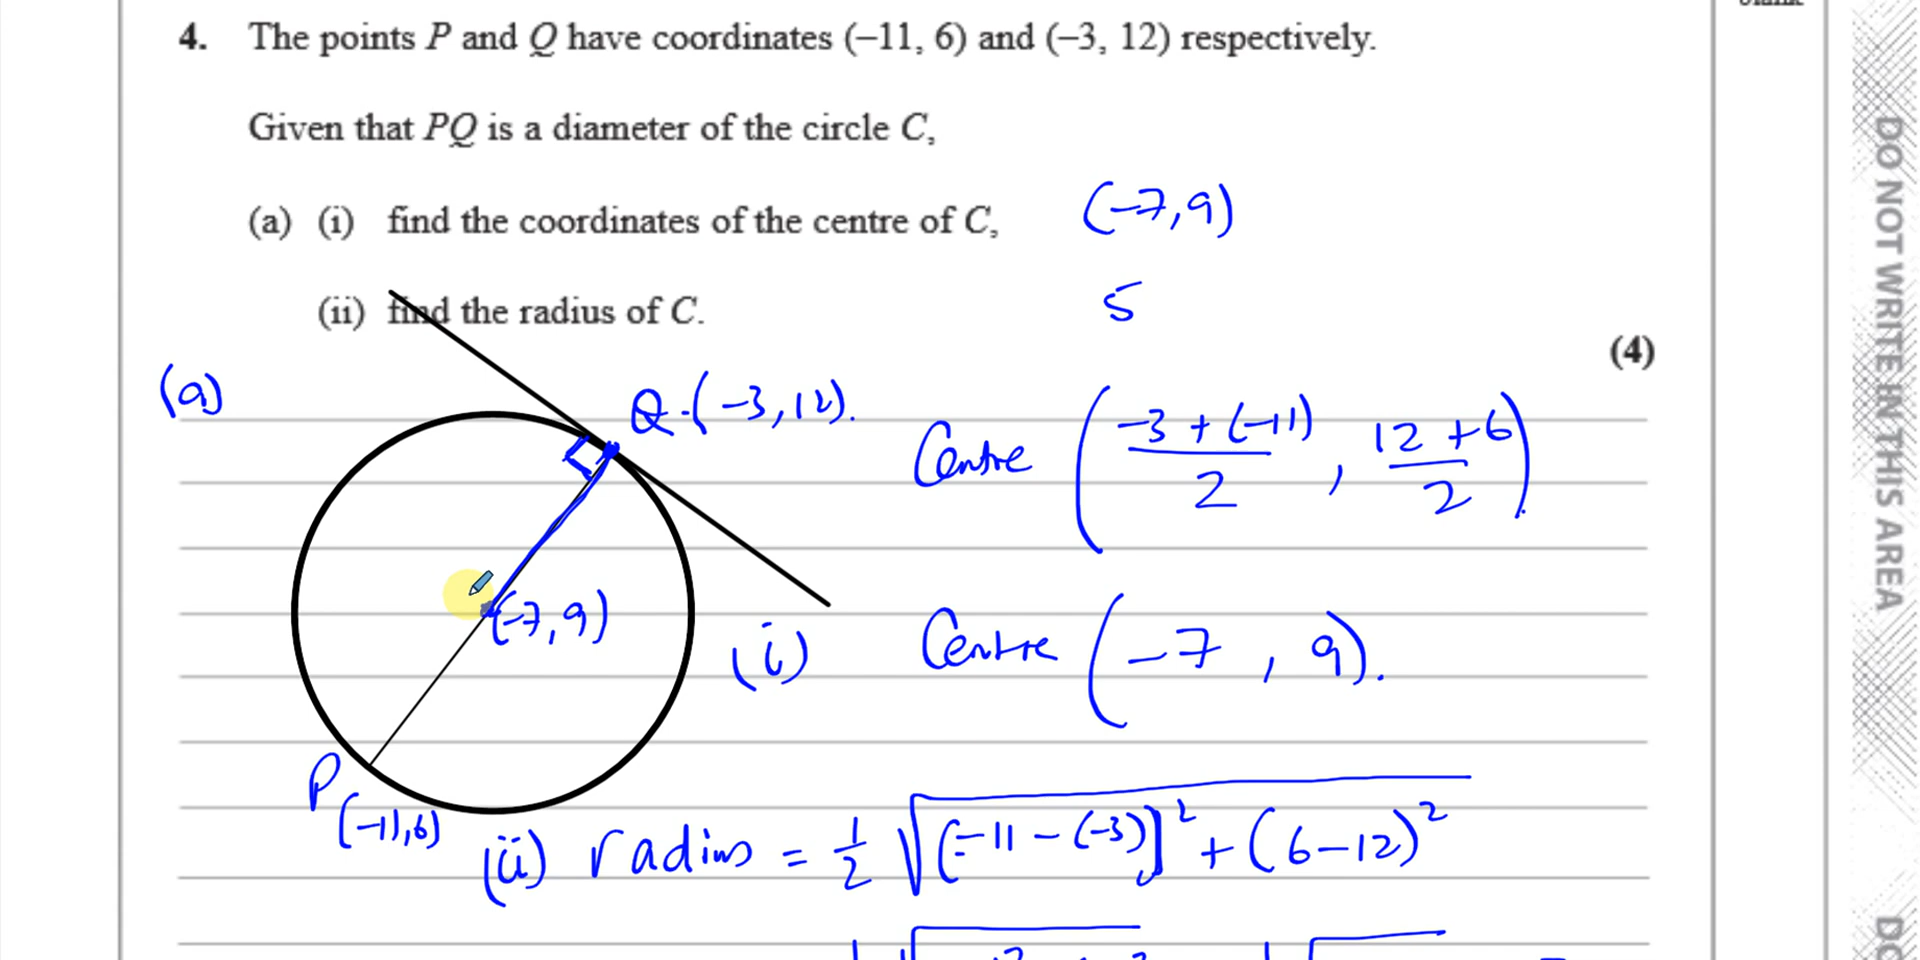 4. The points P and Q have coordinates (−11, 6) and (−3, 12) respectively.
Given that PQ is a diameter of the circle C,
(a) (i) find the coordinates of the centre of C,
(-7,9)
(ii) find the radius of C.
5
(4)
(a)
Q.(-3,12).
Centre (-3+(-11)/2, 12+6/2)
(-7,9)
(i) Centre (-7, 9).
P
(-11,6)
(ii) radius = 1/2 √[-11-(-3)]² + (6-12)²
DO NOT WRITE IN THIS AREA
DO